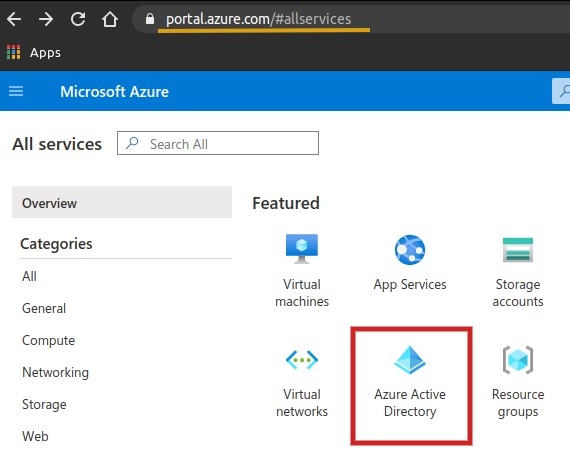 portal.azure.com/#allservices
Apps
Microsoft Azure
All services
Search All
Overview
Categories
All
General
Compute
Networking
Storage
Web
Featured
Virtual
machines
App Services
Storage
accounts
Virtual
networks
Azure Active
Directory
Resource
groups